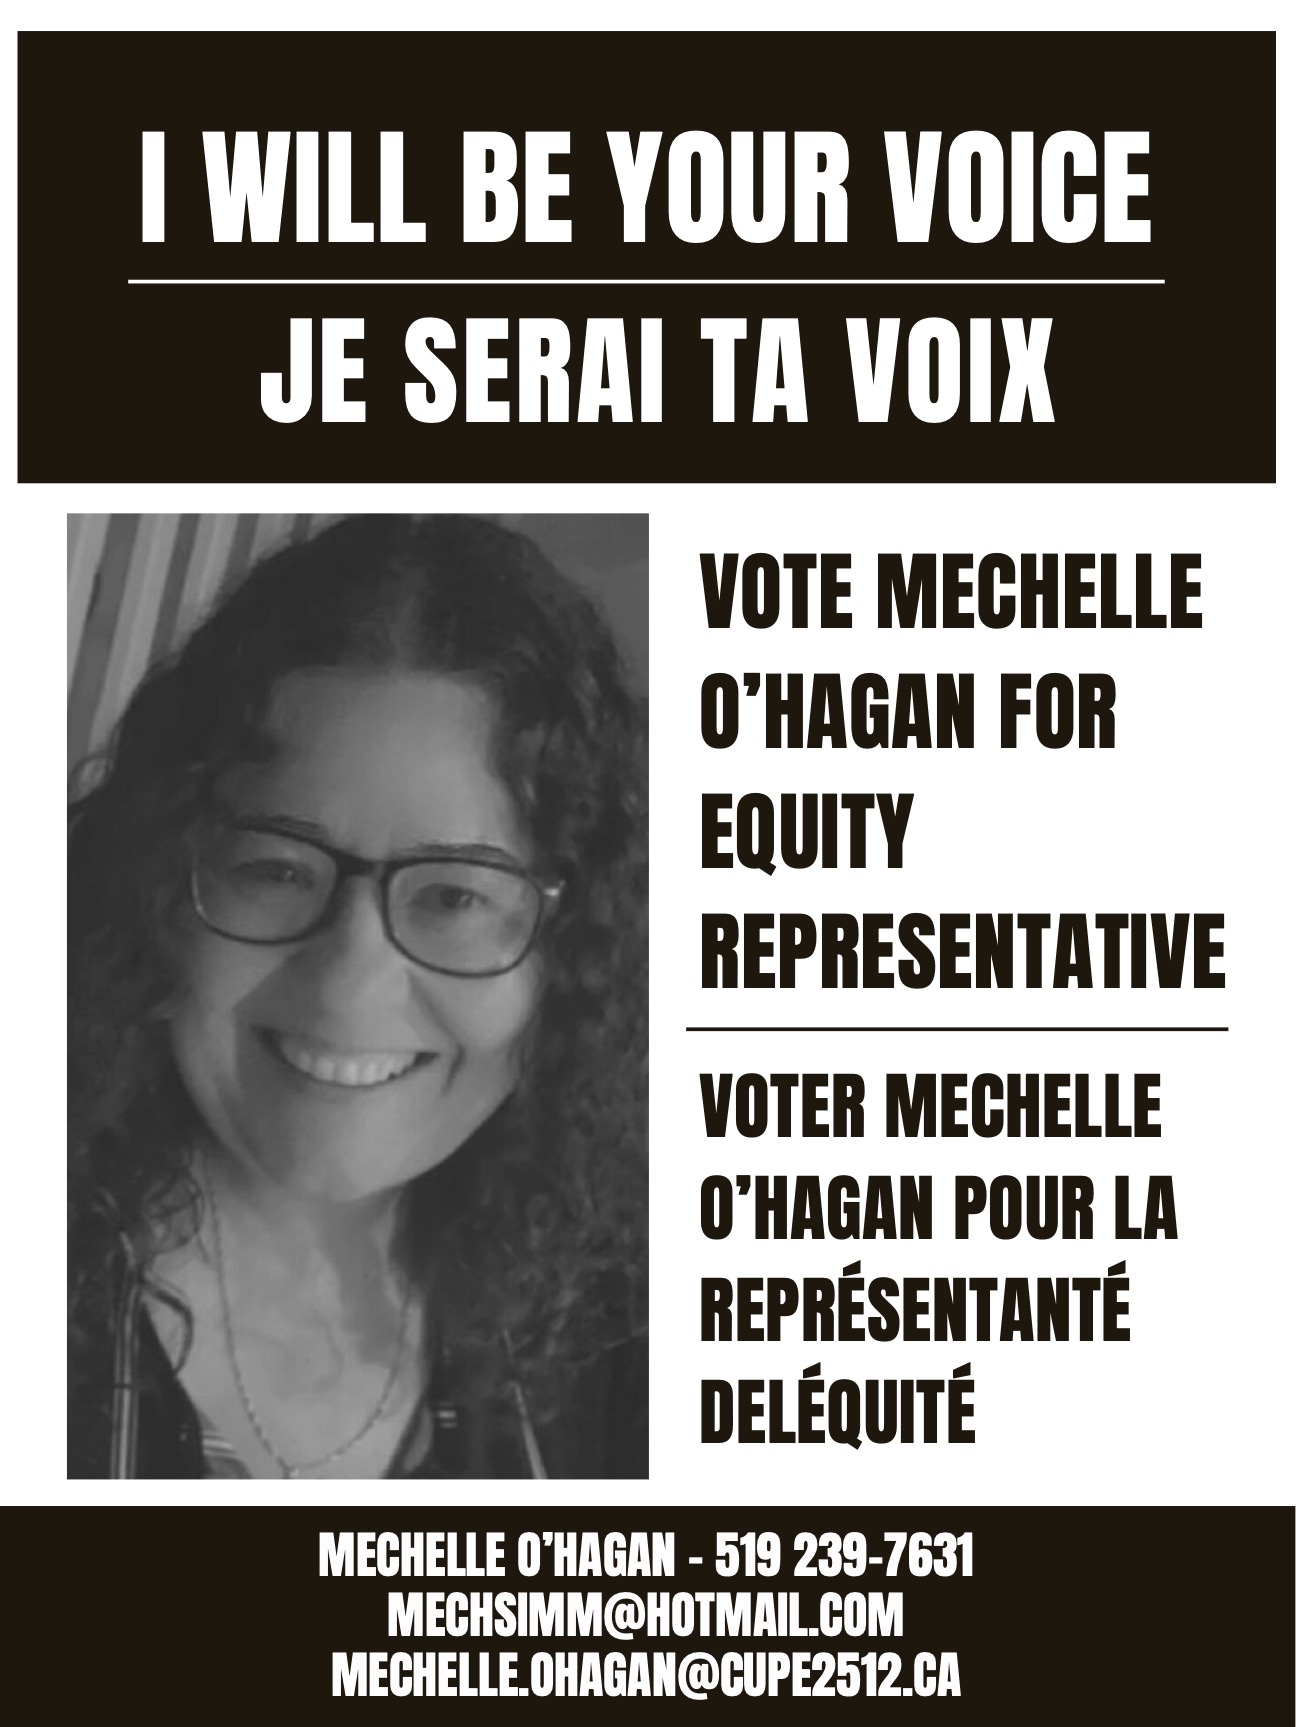 I WILL BE YOUR VOICE
JE SERAI TA VOIX
VOTE MECHELLE
O’HAGAN FOR
EQUITY
REPRESENTATIVE
VOTER MECHELLE
O’HAGAN POUR LA
REPRÉSENTANTÉ
DELÉQUITÉ
MECHELLE O’HAGAN - 519 239-7631
MECHSIMM@HOTMAIL.COM
MECHELLE.OHAGAN@CUPE2512.CA